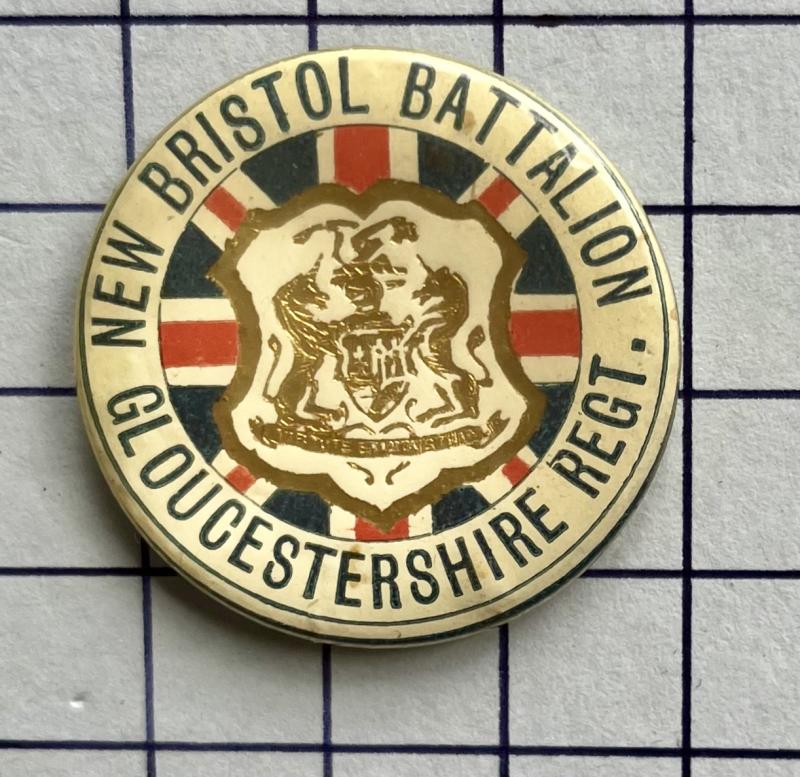 NEW BRISTOL BATTALION
GLOUCESTERSHIRE REGT.